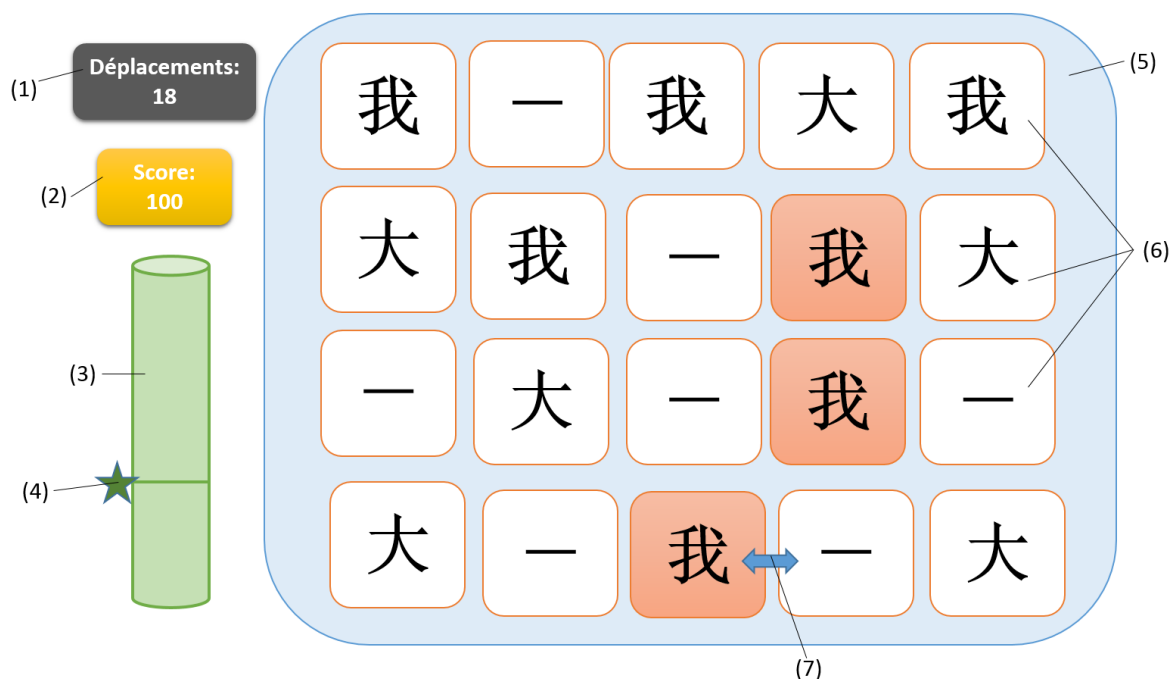 (1)
Déplacements:
18
(2)
Score:
100
(3)
(4)
我 一 我 大 我
大 我 一 我 大
一 大 一 我 一
大 一 我 一 大
(5)
(6)
(7)